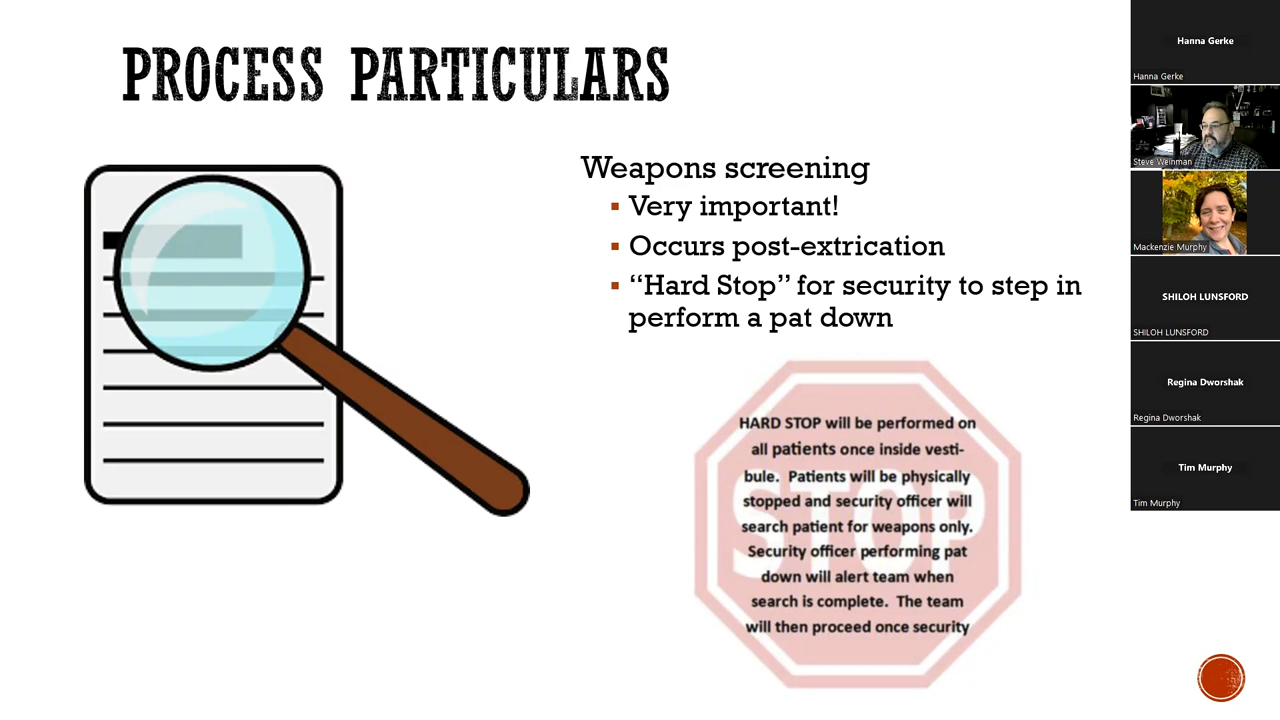 PROCESS PARTICULARS
Weapons screening
Very important!
Occurs post-extrication
“Hard Stop” for security to step in
perform a pat down
STOP
HARD STOP will be performed on
all patients once inside vesti-
bule. Patients will be physically
stopped and security officer will
search patient for weapons only.
Security officer performing pat
down will alert team when
search is complete. The team
will then proceed once security
Hanna Gerke
Hanna Gerke
Steve Weinman
Mackenzie Murphy
SHILOH LUNSFORD
SHILOH LUNSFORD
Regina Dworshak
Regina Dworshak
Tim Murphy
Tim Murphy